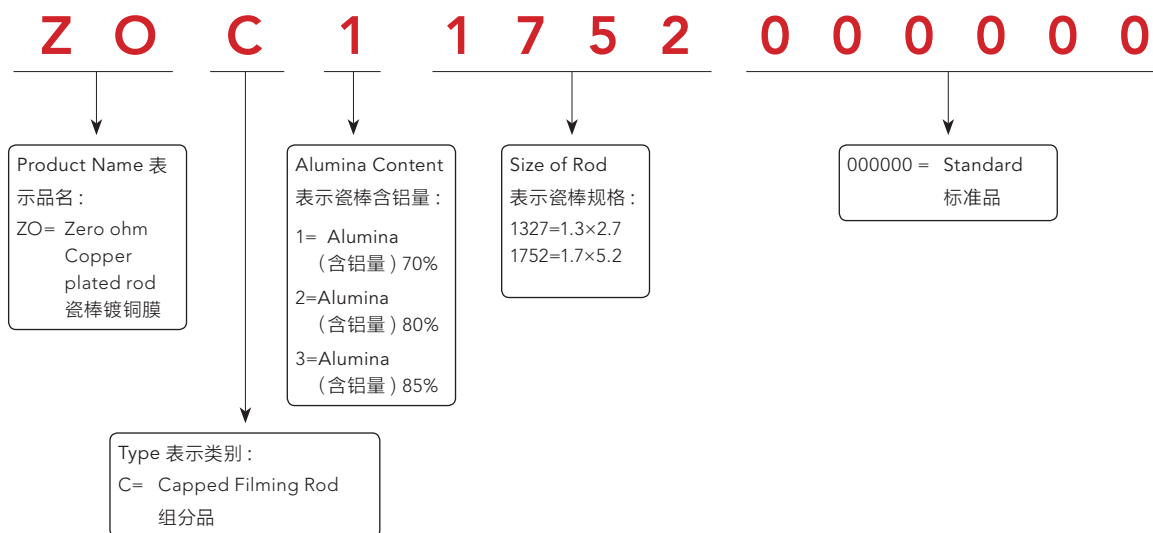 Z O C 1 1 7 5 2 0 0 0 0 0 0
Product Name 表
示品名：
ZO= Zero ohm
Copper
plated rod
瓷棒镀铜膜
Alumina Content
表示瓷棒含铝量：
1= Alumina
（含铝量 ) 70%
2=Alumina
（含铝量 ) 80%
3=Alumina
（含铝量 ) 85%
Size of Rod
表示瓷棒规格：
1327=1.3×2.7
1752=1.7×5.2
000000 = Standard
标准品
Type 表示类别：
C= Capped Filming Rod
组分品